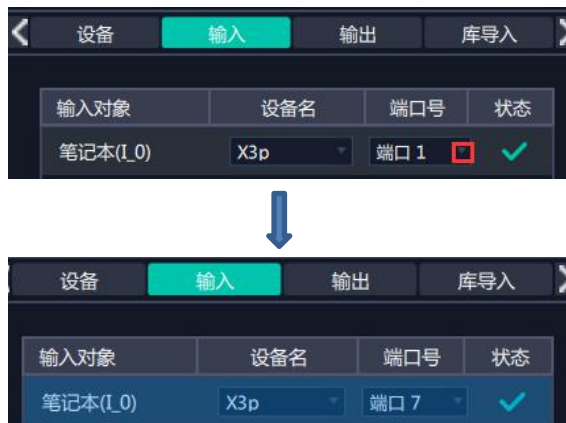 设备 输入 输出 库导入
输入对象 设备名 端口号 状态
笔记本(I_0) X3p 端口 1
设备 输入 输出 库导入
输入对象 设备名 端口号 状态
笔记本(I_0) X3p 端口 7